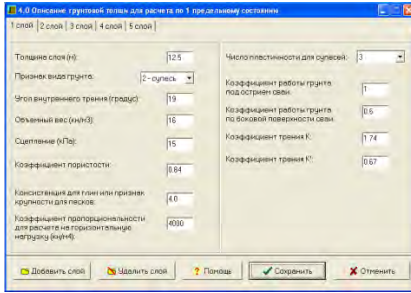 4.0 Описание грунтовой толщи для расчета по 1 предельному состоянию
1 слой 2 слой 3 слой 4 слой 5 слой
Толщина слоя (м): 12.5
Признак вида грунта: 2 - супесь
Угол внутреннего трения (градус) 19
Объемный вес (кн/м3) 16
Сцепление (кПа): 15
Коэффициент пористости: 0.84
Консистенция для глин или признак
крупности для песков: 4.0
Коэффициент пропорциональности
для расчета на горизонтальную
нагрузку (кн/м4): 4000
Число пластичности для супесей: 3
Коэффициент работы грунта
под острием сваи 1
Коэффициент работы грунта
по боковой поверхности сваи 0.6
Коэффициент трения K: 1.74
Коэффициент трения K': 0.67
Добавить слой
Удалить слой
? Помощь
Сохранить
Отменить